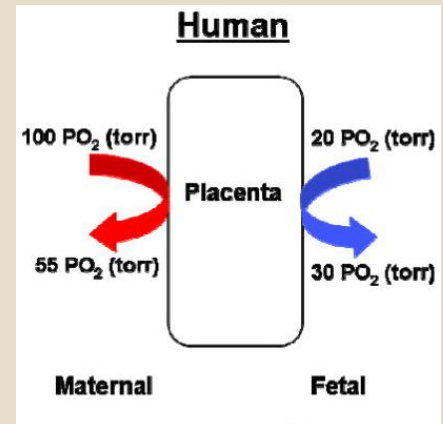 Human
100 PO₂ (torr)
20 PO₂ (torr)
Placenta
55 PO₂ (torr)
30 PO₂ (torr)
Maternal
Fetal